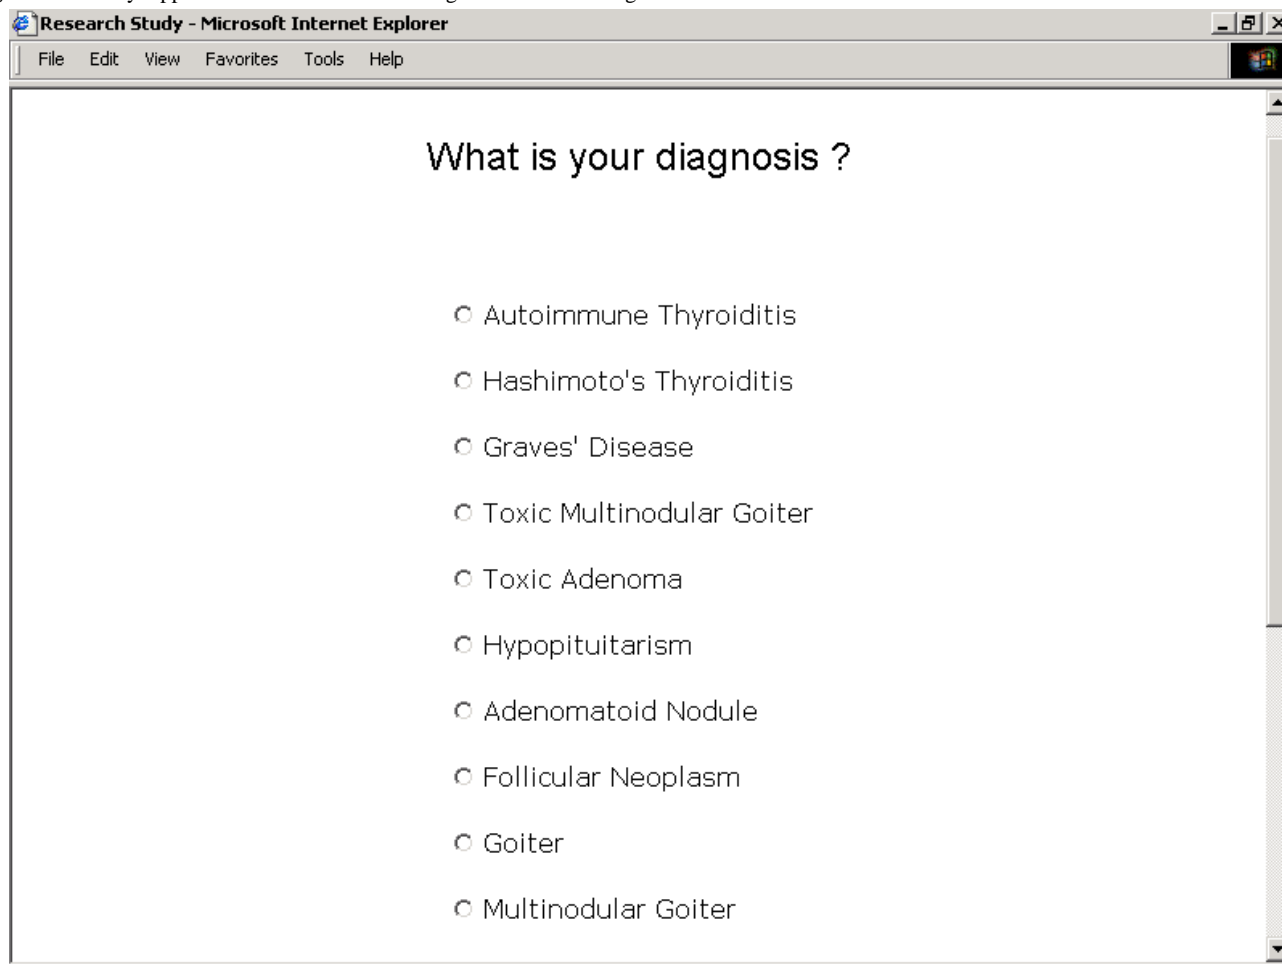 Research Study - Microsoft Internet Explorer
File Edit View Favorites Tools Help
What is your diagnosis ?
Autoimmune Thyroiditis
Hashimoto's Thyroiditis
Graves' Disease
Toxic Multinodular Goiter
Toxic Adenoma
Hypopituitarism
Adenomatoid Nodule
Follicular Neoplasm
Goiter
Multinodular Goiter